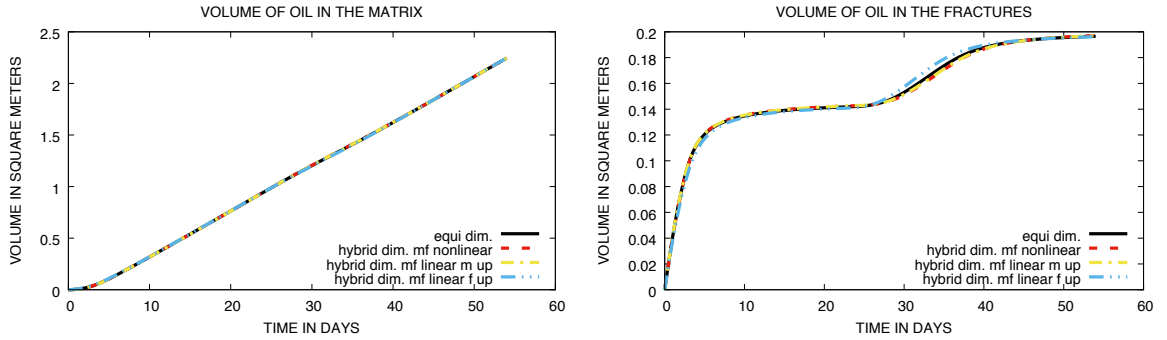 VOLUME OF OIL IN THE MATRIX
2.5
2
1.5
1
0.5
0
0 10 20 30 40 50 60
VOLUME IN SQUARE METERS
TIME IN DAYS
equi dim.
hybrid dim. mf nonlinear
hybrid dim. mf linear m up
hybrid dim. mf linear f up
VOLUME OF OIL IN THE FRACTURES
0.2
0.18
0.16
0.14
0.12
0.1
0.08
0.06
0.04
0.02
0
0 10 20 30 40 50 60
VOLUME IN SQUARE METERS
TIME IN DAYS
equi dim.
hybrid dim. mf nonlinear
hybrid dim. mf linear m up
hybrid dim. mf linear f up